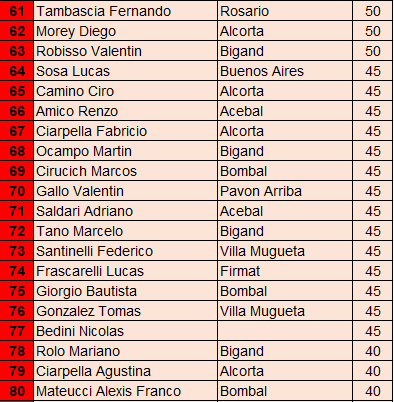 61 Tambascia Fernando Rosario 50
62 Morey Diego Alcorta 50
63 Robisso Valentin Bigand 50
64 Sosa Lucas Buenos Aires 45
65 Camino Ciro Alcorta 45
66 Amico Renzo Acebal 45
67 Ciarpella Fabricio Alcorta 45
68 Ocampo Martin Bigand 45
69 Cirucich Marcos Bombal 45
70 Gallo Valentin Pavon Arriba 45
71 Saldari Adriano Acebal 45
72 Tano Marcelo Bigand 45
73 Santinelli Federico Villa Mugueta 45
74 Frascarelli Lucas Firmat 45
75 Giorgio Bautista Bombal 45
76 Gonzalez Tomas Villa Mugueta 45
77 Bedini Nicolas 45
78 Rolo Mariano Bigand 40
79 Ciarpella Agustina Alcorta 40
80 Mateucci Alexis Franco Bombal 40